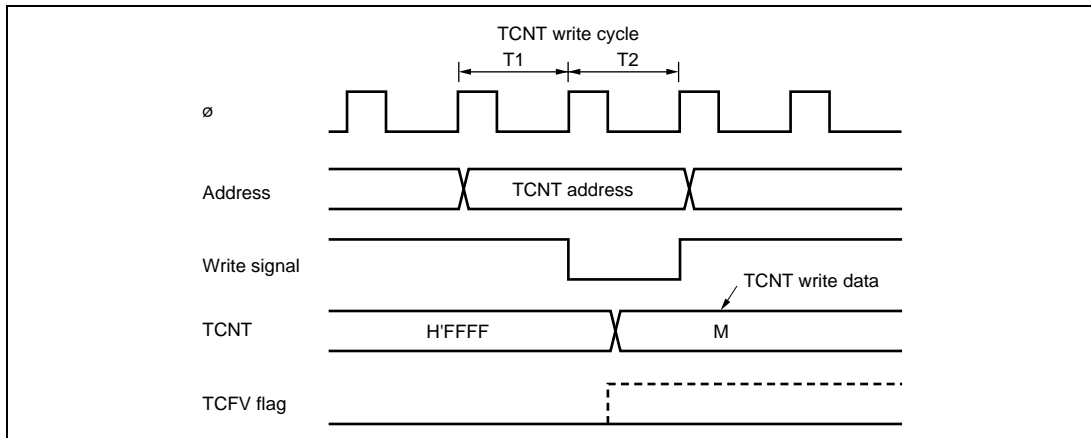 TCNT write cycle
T1 T2
ø
Address TCNT address
Write signal
TCNT write data
TCNT H'FFFF M
TCFV flag